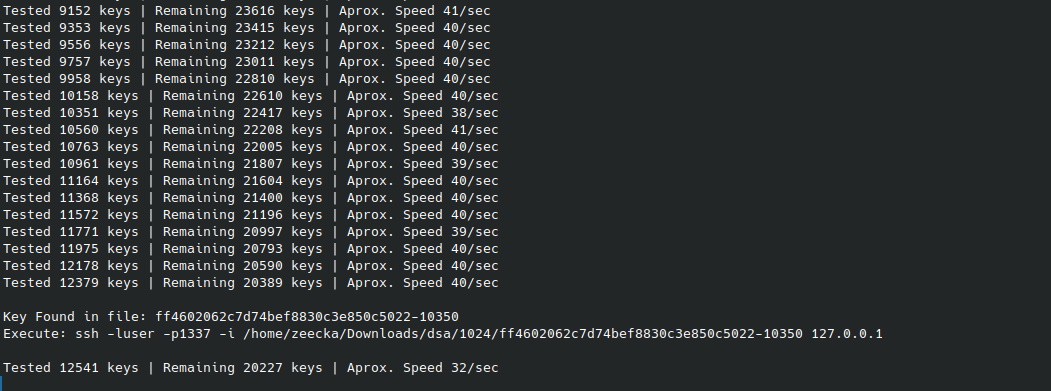 Tested 9152 keys | Remaining 23616 keys | Aprox. Speed 41/sec
Tested 9353 keys | Remaining 23415 keys | Aprox. Speed 40/sec
Tested 9556 keys | Remaining 23212 keys | Aprox. Speed 40/sec
Tested 9757 keys | Remaining 23011 keys | Aprox. Speed 40/sec
Tested 9958 keys | Remaining 22810 keys | Aprox. Speed 40/sec
Tested 10158 keys | Remaining 22610 keys | Aprox. Speed 40/sec
Tested 10351 keys | Remaining 22417 keys | Aprox. Speed 38/sec
Tested 10560 keys | Remaining 22208 keys | Aprox. Speed 41/sec
Tested 10763 keys | Remaining 22005 keys | Aprox. Speed 40/sec
Tested 10961 keys | Remaining 21807 keys | Aprox. Speed 39/sec
Tested 11164 keys | Remaining 21604 keys | Aprox. Speed 40/sec
Tested 11368 keys | Remaining 21400 keys | Aprox. Speed 40/sec
Tested 11572 keys | Remaining 21196 keys | Aprox. Speed 40/sec
Tested 11771 keys | Remaining 20997 keys | Aprox. Speed 39/sec
Tested 11975 keys | Remaining 20793 keys | Aprox. Speed 40/sec
Tested 12178 keys | Remaining 20590 keys | Aprox. Speed 40/sec
Tested 12379 keys | Remaining 20389 keys | Aprox. Speed 40/sec
Key Found in file: ff4602062c7d74bef8830c3e850c5022-10350
Execute: ssh -luser -p1337 -i /home/zeecka/Downloads/dsa/1024/ff4602062c7d74bef8830c3e850c5022-10350 127.0.0.1
Tested 12541 keys | Remaining 20227 keys | Aprox. Speed 32/sec